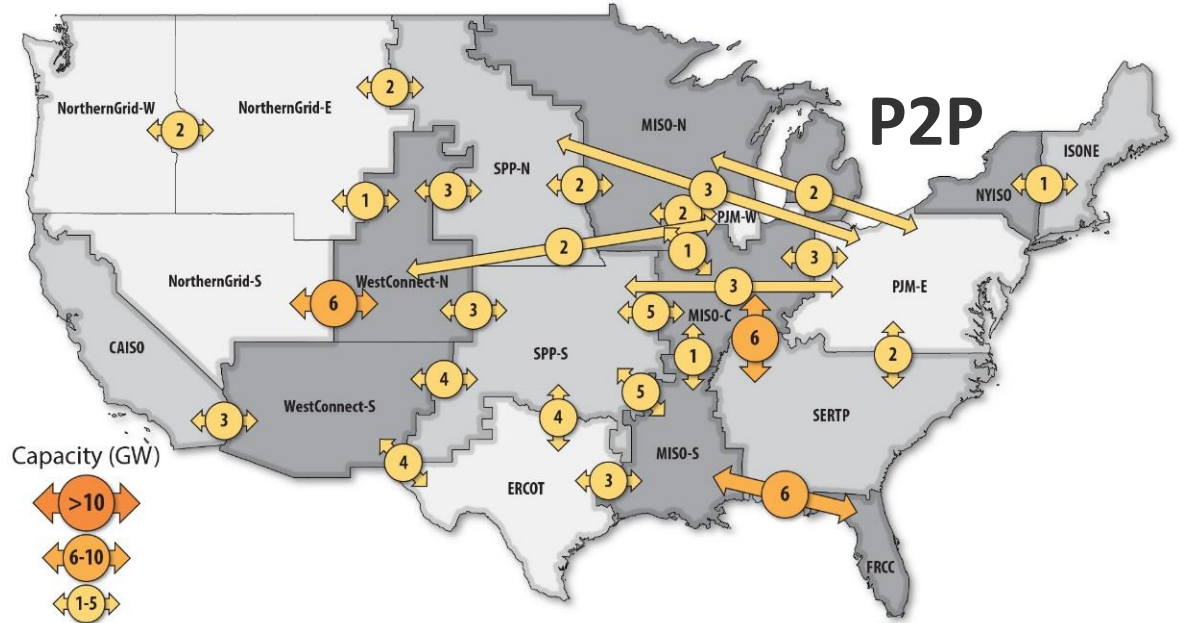 P2P
NorthernGrid-W
NorthernGrid-E
2
2
MISO-N
ISONE
SPP-N
NYISO
1
3
2
3
2
1
2
PJM-W
2
1
3
NorthernGrid-S
WestConnect-N
6
3
3
PJM-E
5
MISO-C
CAISO
SPP-S
1
6
2
4
5
WestConnect-S
SERTP
3
4
4
MISO-S
ERCOT
3
6
FRCC
Capacity (GW)
>10
6-10
1-5